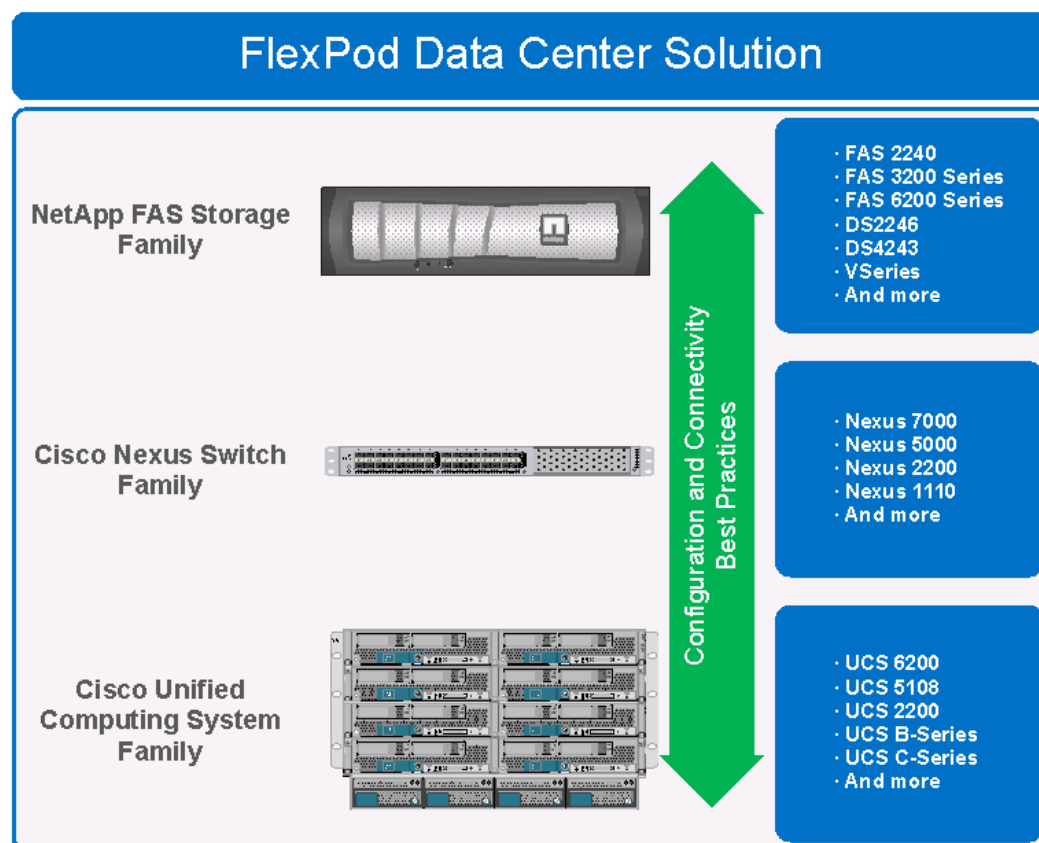 FlexPod Data Center Solution
NetApp FAS Storage
Family
· FAS 2240
· FAS 3200 Series
· FAS 6200 Series
· DS2246
· DS4243
· VSeries
· And more
Configuration and Connectivity
Best Practices
Cisco Nexus Switch
Family
· Nexus 7000
· Nexus 5000
· Nexus 2200
· Nexus 1110
· And more
Cisco Unified
Computing System
Family
· UCS 6200
· UCS 5108
· UCS 2200
· UCS B-Series
· UCS C-Series
· And more